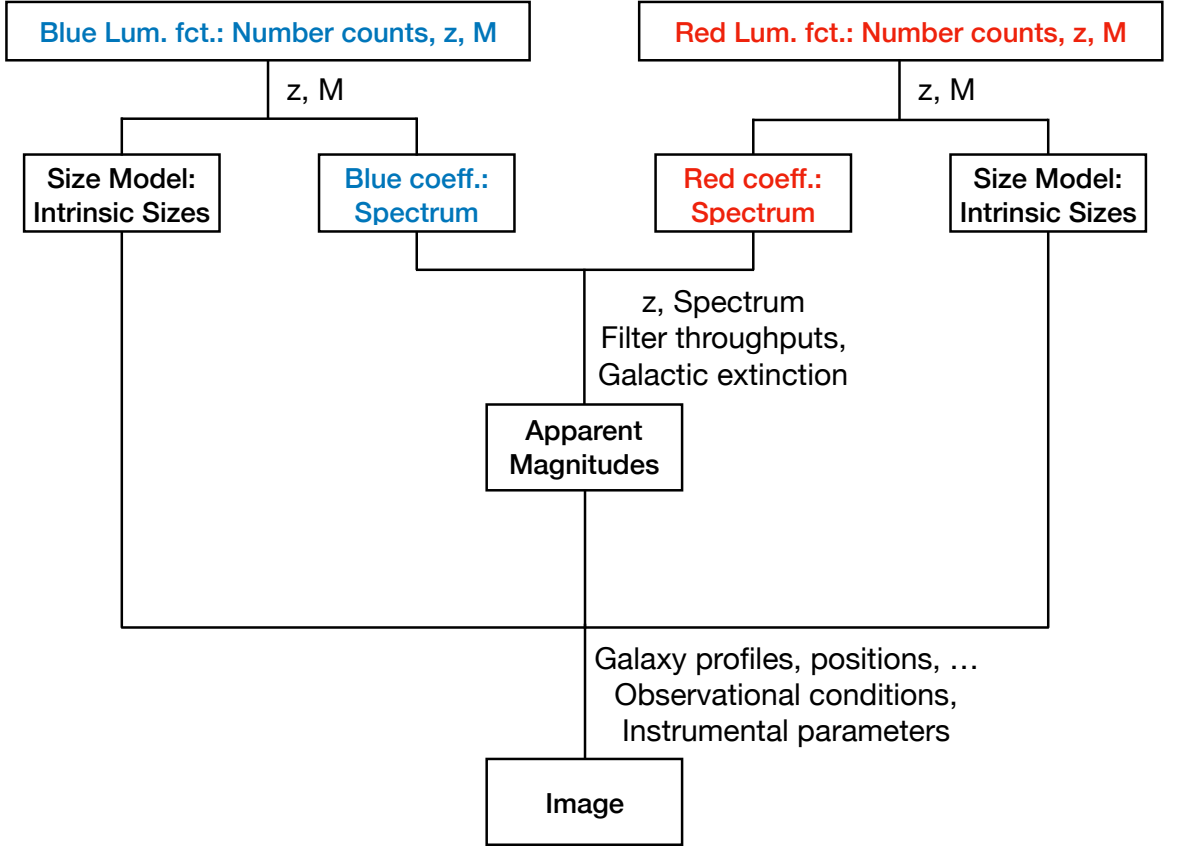 Blue Lum. fct.: Number counts, z, M
Red Lum. fct.: Number counts, z, M
z, M
z, M
Size Model:
Intrinsic Sizes
Blue coeff.:
Spectrum
Red coeff.:
Spectrum
Size Model:
Intrinsic Sizes
z, Spectrum
Filter throughputs,
Galactic extinction
Apparent
Magnitudes
Galaxy profiles, positions, …
Observational conditions,
Instrumental parameters
Image